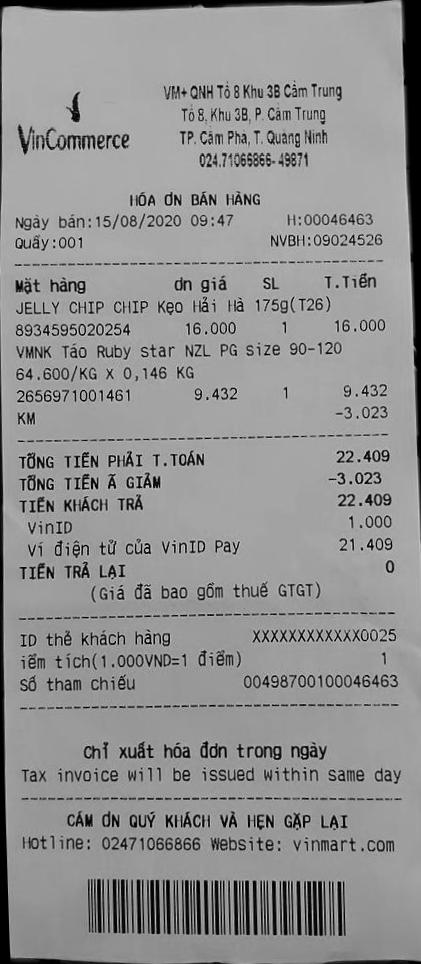 VinCommerce
VM+ QNH Tổ 8 Khu 3B Cẩm Trung
Tổ 8, Khu 3B, P. Cẩm Trung
TP. Cẩm Phả, T. Quảng Ninh
024.71066866-49871
HÓA ƠN BÁN HÀNG
Ngày bán:15/08/2020 09:47 H:00046463
Quầy:001 NVBH:09024526
Mặt hàng ơn giá SL T.Tiền
JELLY CHIP CHIP Kẹo Hải Hà 175g(T26)
8934595020254 16.000 1 16.000
VMNK Táo Ruby star NZL PG size 90-120
64.600/KG X 0,146 KG
2656971001461 9.432 1 9.432
KM -3.023
TỔNG TIỀN PHẢI T.TOÁN 22.409
TỔNG TIỀN Ã GIẢM -3.023
TIỀN KHÁCH TRẢ 22.409
VinID 1.000
Ví điện tử của VinID Pay 21.409
TIỀN TRẢ LẠI 0
(Giá đã bao gồm thuế GTGT)
ID thẻ khách hàng XXXXXXXXXXXX0025
iểm tích(1.000VND=1 điểm) 1
Số tham chiếu 00498700100046463
Chỉ xuất hóa đơn trong ngày
Tax invoice will be issued within same day
CÁM ƠN QUÝ KHÁCH VÀ HẸN GẶP LẠI
Hotline: 02471066866 Website: vinmart.com